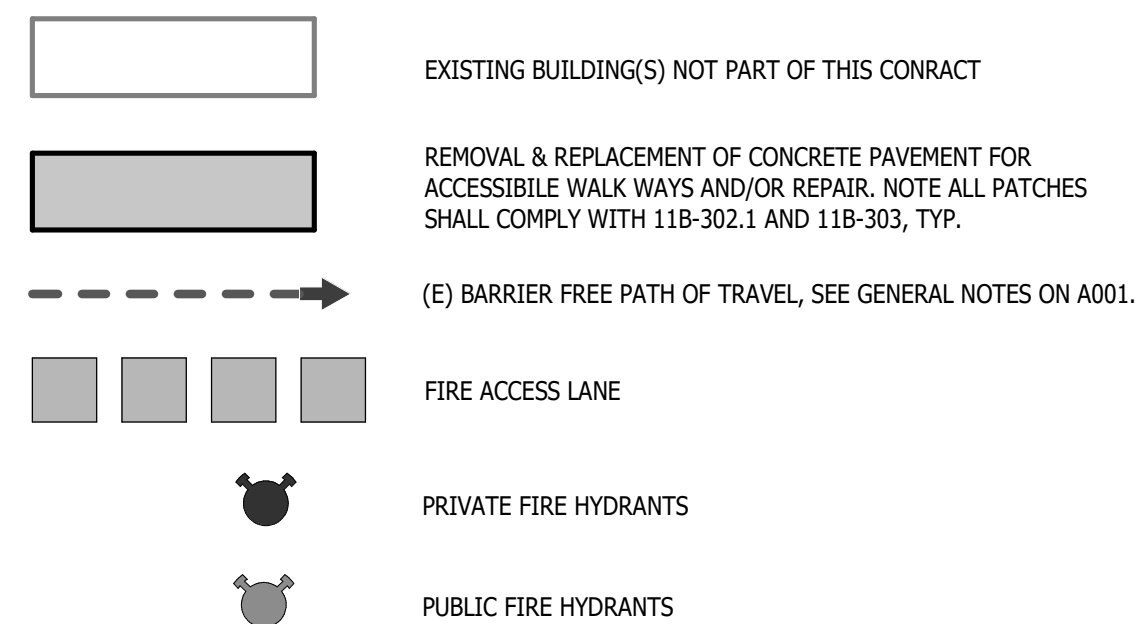 EXISTING BUILDING(S) NOT PART OF THIS CONRACT
REMOVAL & REPLACEMENT OF CONCRETE PAVEMENT FOR
ACCESSIBILE WALK WAYS AND/OR REPAIR. NOTE ALL PATCHES
SHALL COMPLY WITH 11B-302.1 AND 11B-303, TYP.
(E) BARRIER FREE PATH OF TRAVEL, SEE GENERAL NOTES ON A001.
FIRE ACCESS LANE
PRIVATE FIRE HYDRANTS
PUBLIC FIRE HYDRANTS